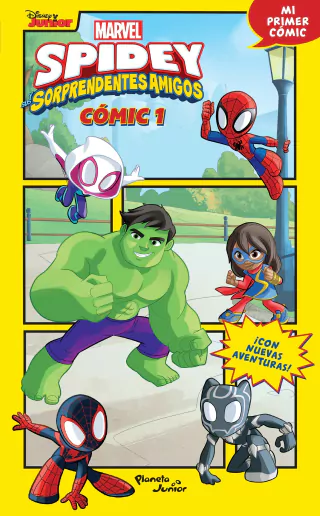 Disney
JUNIOR
MI
PRIMER
CÓMIC
MARVEL
SPIDEY
Y SUS
SORPRENDENTES AMIGOS
CÓMIC 1
¡CON
NUEVAS
AVENTURAS!
Planeta
Junior